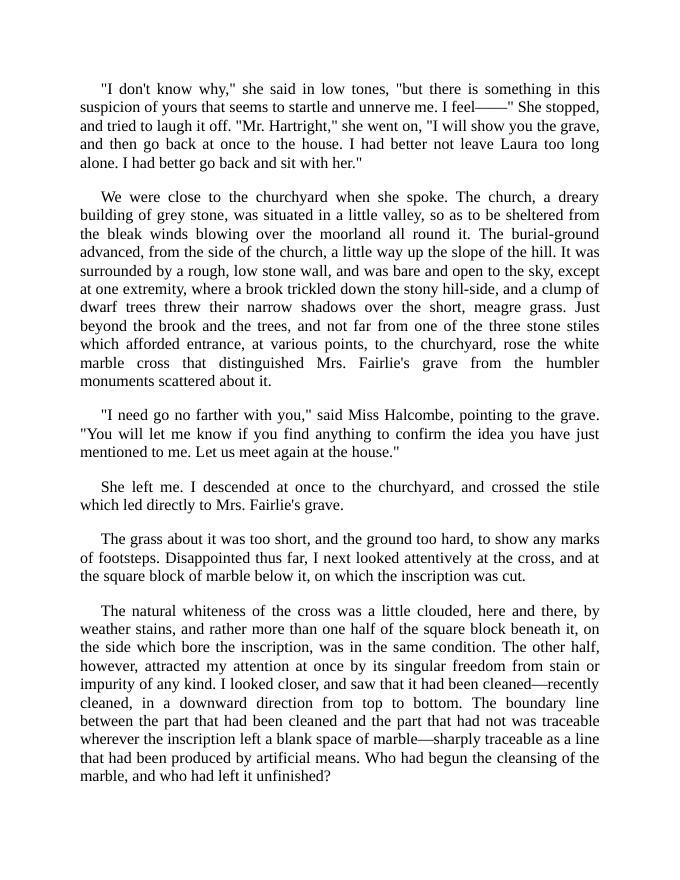 "I don't know why," she said in low tones, "but there is something in this
suspicion of yours that seems to startle and unnerve me. I feel——" She stopped,
and tried to laugh it off. "Mr. Hartright," she went on, "I will show you the grave,
and then go back at once to the house. I had better not leave Laura too long
alone. I had better go back and sit with her."
We were close to the churchyard when she spoke. The church, a dreary
building of grey stone, was situated in a little valley, so as to be sheltered from
the bleak winds blowing over the moorland all round it. The burial-ground
advanced, from the side of the church, a little way up the slope of the hill. It was
surrounded by a rough, low stone wall, and was bare and open to the sky, except
at one extremity, where a brook trickled down the stony hill-side, and a clump of
dwarf trees threw their narrow shadows over the short, meagre grass. Just
beyond the brook and the trees, and not far from one of the three stone stiles
which afforded entrance, at various points, to the churchyard, rose the white
marble cross that distinguished Mrs. Fairlie's grave from the humbler
monuments scattered about it.
"I need go no farther with you," said Miss Halcombe, pointing to the grave.
"You will let me know if you find anything to confirm the idea you have just
mentioned to me. Let us meet again at the house."
She left me. I descended at once to the churchyard, and crossed the stile
which led directly to Mrs. Fairlie's grave.
The grass about it was too short, and the ground too hard, to show any marks
of footsteps. Disappointed thus far, I next looked attentively at the cross, and at
the square block of marble below it, on which the inscription was cut.
The natural whiteness of the cross was a little clouded, here and there, by
weather stains, and rather more than one half of the square block beneath it, on
the side which bore the inscription, was in the same condition. The other half,
however, attracted my attention at once by its singular freedom from stain or
impurity of any kind. I looked closer, and saw that it had been cleaned—recently
cleaned, in a downward direction from top to bottom. The boundary line
between the part that had been cleaned and the part that had not was traceable
wherever the inscription left a blank space of marble—sharply traceable as a line
that had been produced by artificial means. Who had begun the cleansing of the
marble, and who had left it unfinished?